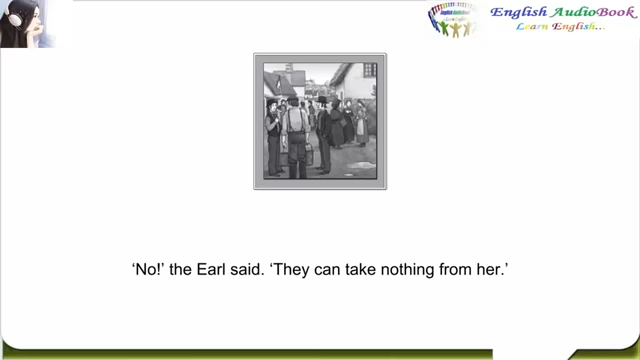 English AudioBook
Learn English...
‘No!’ the Earl said. ‘They can take nothing from her.’